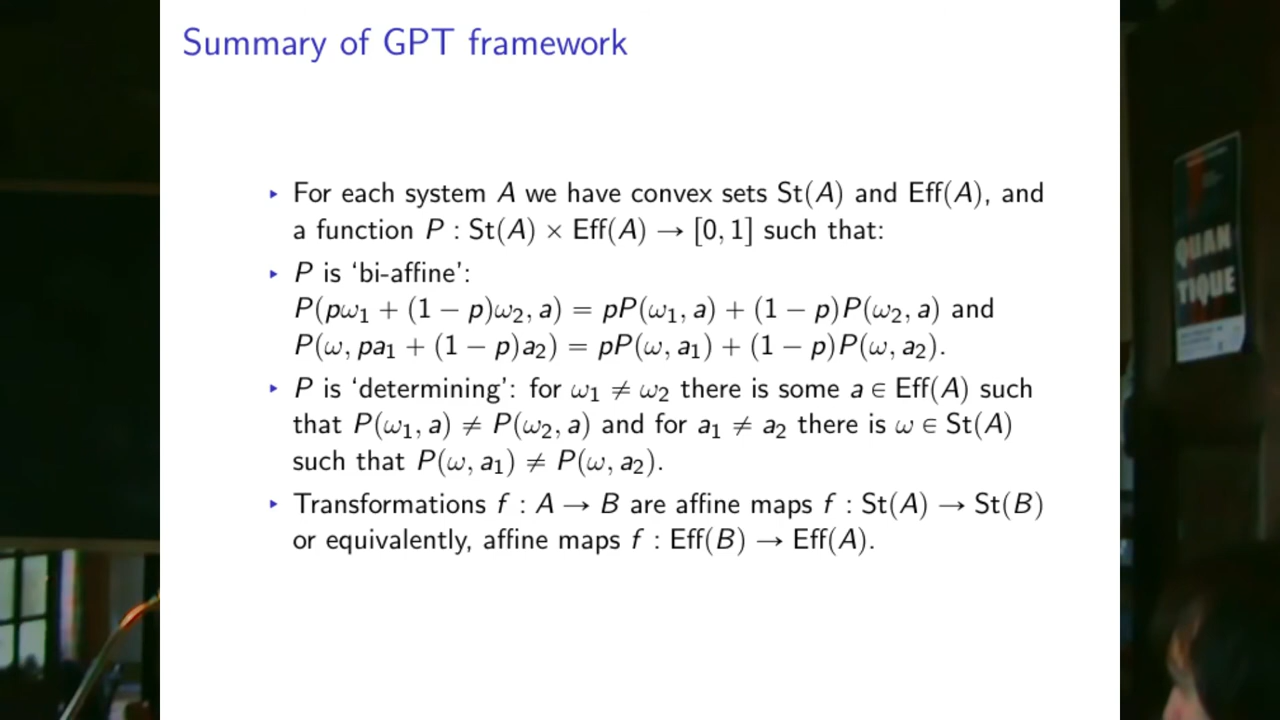 Summary of GPT framework
▸ For each system A we have convex sets St(A) and Eff(A), and
a function P : St(A) × Eff(A) → [0, 1] such that:
▸ P is ‘bi-affine’:
P(pω₁ + (1 − p)ω₂, a) = pP(ω₁, a) + (1 − p)P(ω₂, a) and
P(ω, pa₁ + (1 − p)a₂) = pP(ω, a₁) + (1 − p)P(ω, a₂).
▸ P is ‘determining’: for ω₁ ≠ ω₂ there is some a ∈ Eff(A) such
that P(ω₁, a) ≠ P(ω₂, a) and for a₁ ≠ a₂ there is ω ∈ St(A)
such that P(ω, a₁) ≠ P(ω, a₂).
▸ Transformations f : A → B are affine maps f : St(A) → St(B)
or equivalently, affine maps f : Eff(B) → Eff(A).
QUAN
TIQUE